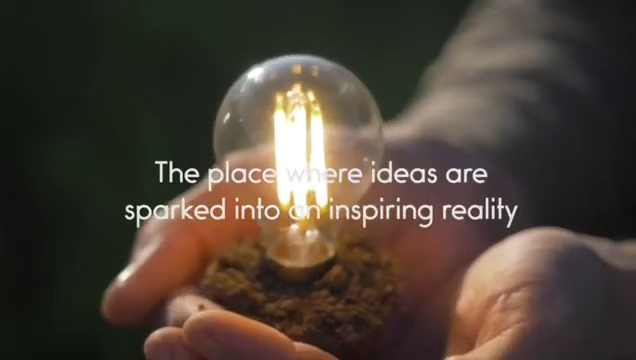 The place where ideas are
sparked into an inspiring reality